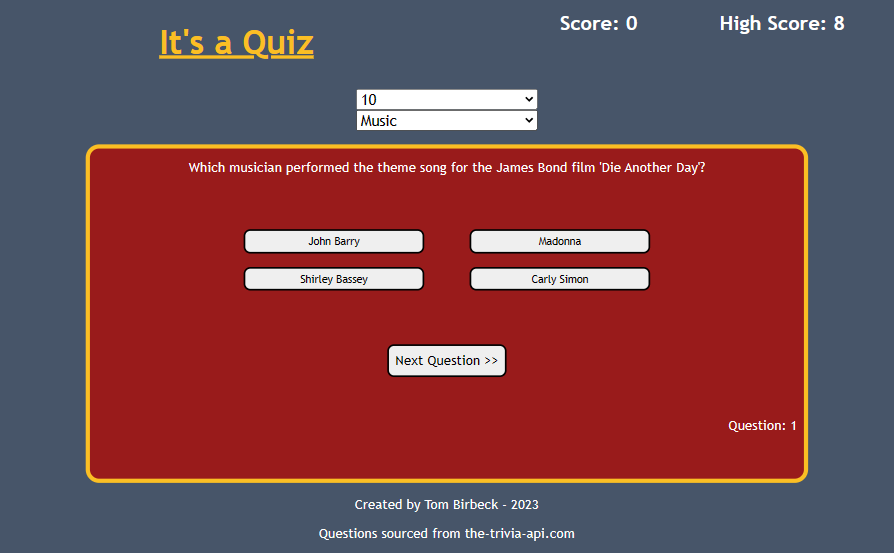 It's a Quiz
Score: 0
High Score: 8
10
Music
Which musician performed the theme song for the James Bond film 'Die Another Day'?
John Barry
Madonna
Shirley Bassey
Carly Simon
Next Question >>
Question: 1
Created by Tom Birbeck - 2023
Questions sourced from the-trivia-api.com